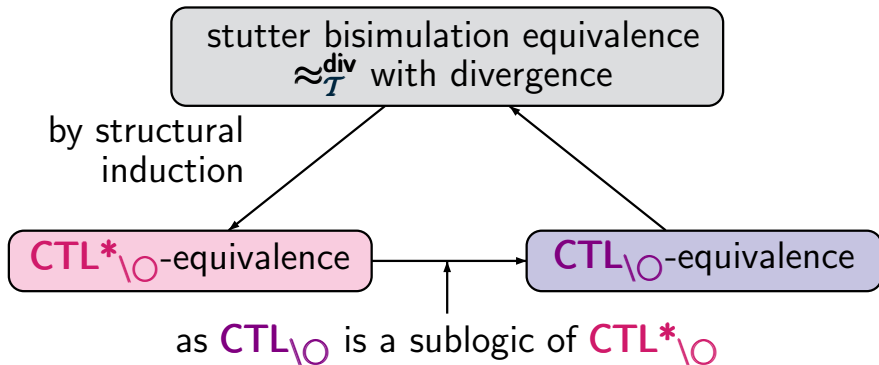 stutter bisimulation equivalence
≈ᵈⁱᵛ_𝒯 with divergence
by structural
induction
CTL*\○-equivalence
CTL\○-equivalence
as CTL\○ is a sublogic of CTL*\○